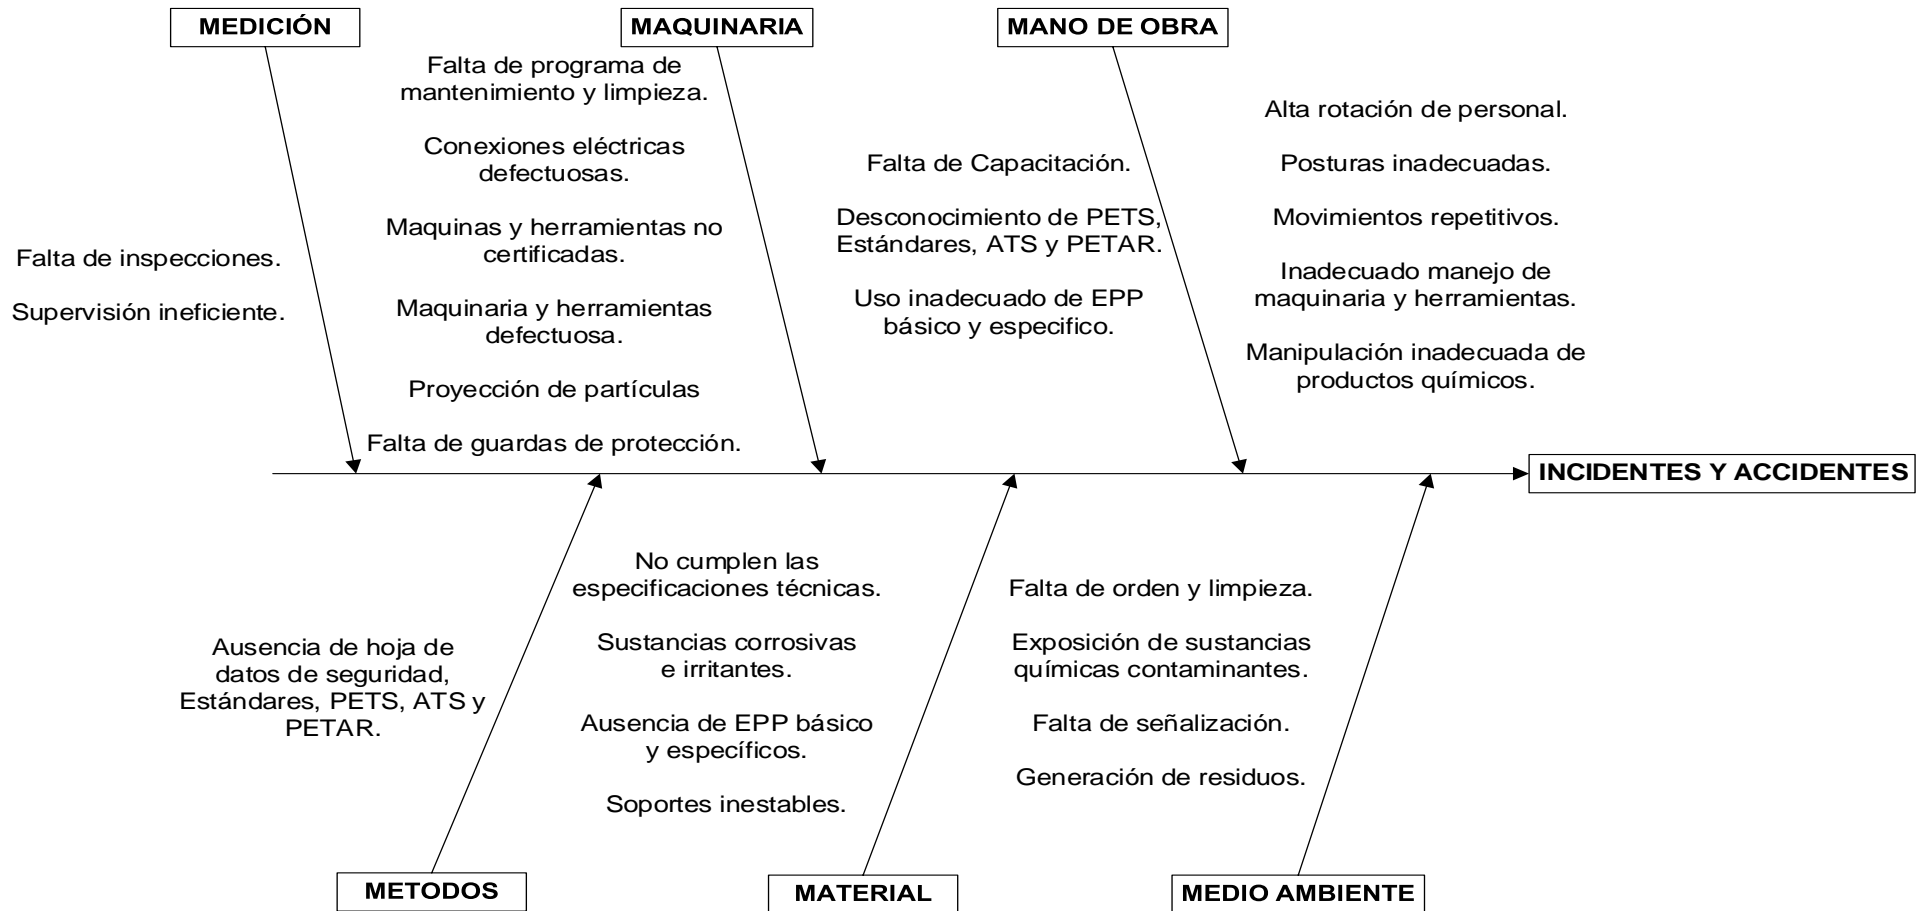 MEDICIÓN
MAQUINARIA
MANO DE OBRA
Falta de inspecciones.
Supervisión ineficiente.
Falta de programa de
mantenimiento y limpieza.
Conexiones eléctricas
defectuosas.
Maquinas y herramientas no
certificadas.
Maquinaria y herramientas
defectuosa.
Proyección de partículas
Falta de guardas de protección.
Falta de Capacitación.
Desconocimiento de PETS,
Estándares, ATS y PETAR.
Uso inadecuado de EPP
básico y especifico.
Alta rotación de personal.
Posturas inadecuadas.
Movimientos repetitivos.
Inadecuado manejo de
maquinaria y herramientas.
Manipulación inadecuada de
productos químicos.
INCIDENTES Y ACCIDENTES
Ausencia de hoja de
datos de seguridad,
Estándares, PETS, ATS y
PETAR.
No cumplen las
especificaciones técnicas.
Sustancias corrosivas
e irritantes.
Ausencia de EPP básico
y específicos.
Soportes inestables.
Falta de orden y limpieza.
Exposición de sustancias
químicas contaminantes.
Falta de señalización.
Generación de residuos.
METODOS
MATERIAL
MEDIO AMBIENTE